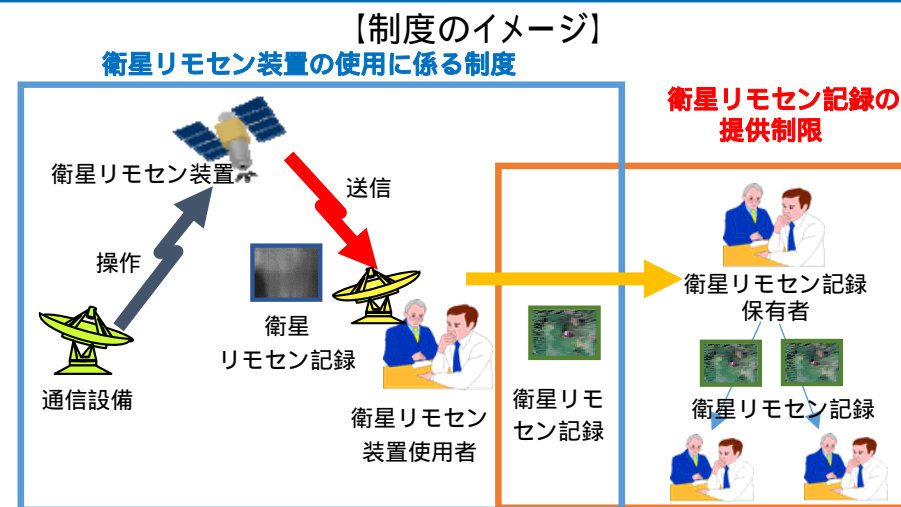 【制度のイメージ】
衛星リモセン装置の使用に係る制度
衛星リモセン記録の
提供制限
衛星リモセン装置
送信
操作
通信設備
衛星
リモセン記録
衛星リモセン
装置使用者
衛星リモ
セン記録
衛星リモセン記録
保有者
衛星リモセン記録